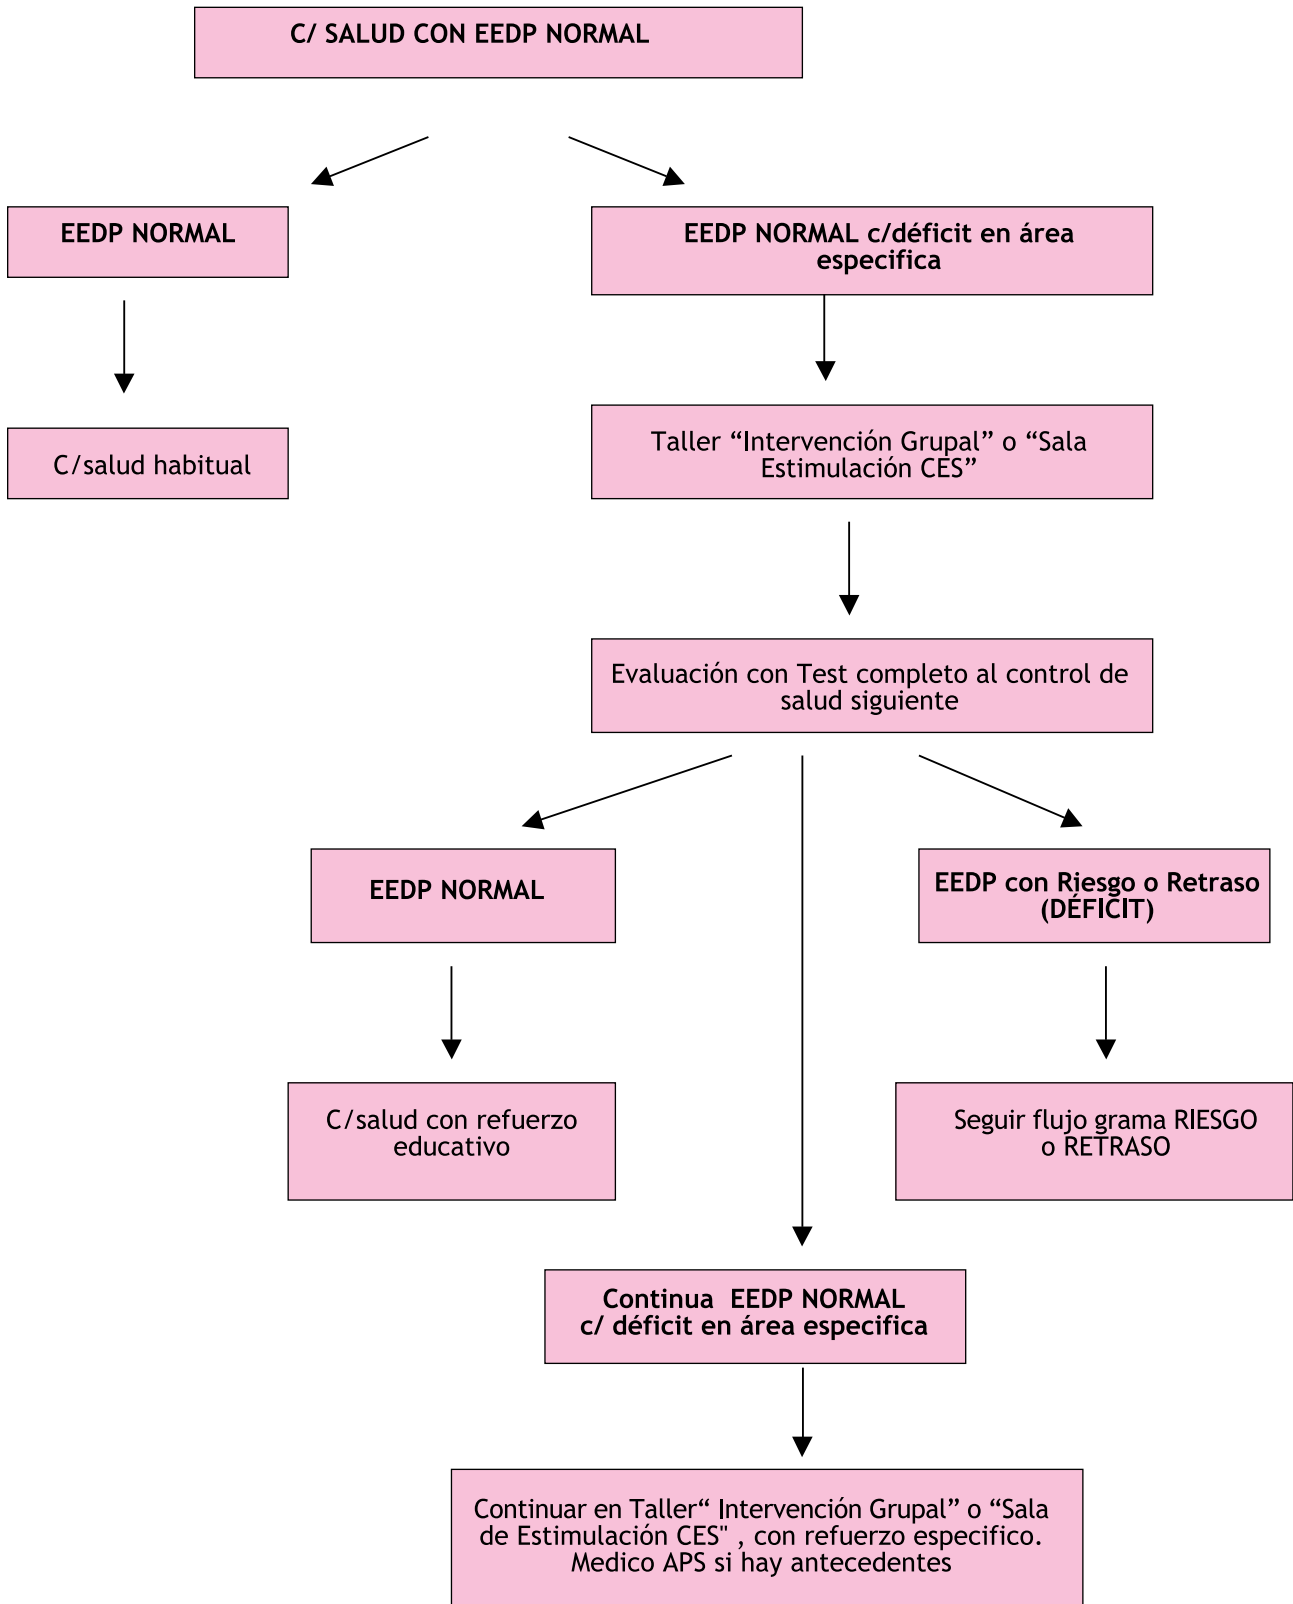 C/ SALUD CON EEDP NORMAL
EEDP NORMAL
EEDP NORMAL c/déficit en área
especifica
C/salud habitual
Taller “Intervención Grupal” o “Sala
Estimulación CES”
Evaluación con Test completo al control de
salud siguiente
EEDP NORMAL
EEDP con Riesgo o Retraso
(DÉFICIT)
C/salud con refuerzo
educativo
Seguir flujo grama RIESGO
o RETRASO
Continua  EEDP NORMAL
c/ déficit en área especifica
Continuar en Taller“ Intervención Grupal” o “Sala
de Estimulación CES" , con refuerzo especifico.
Medico APS si hay antecedentes